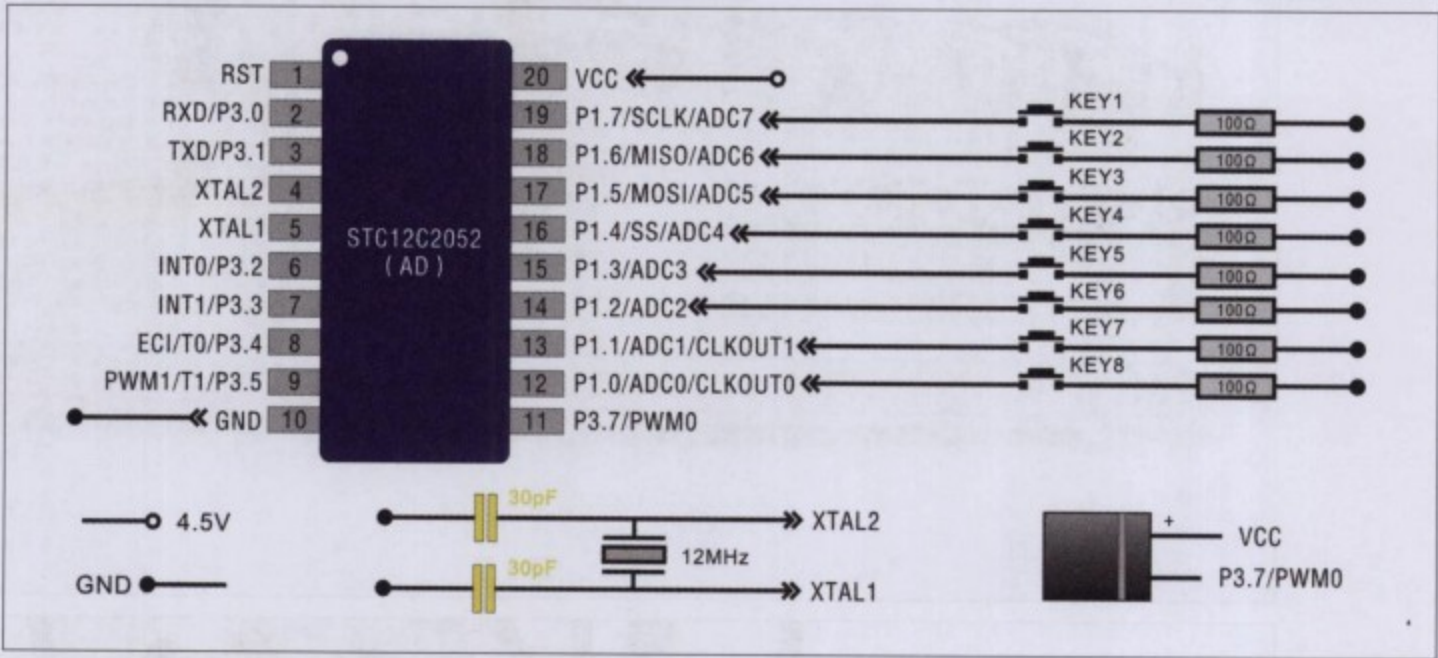 RST 1
RXD/P3.0 2
TXD/P3.1 3
XTAL2 4
XTAL1 5
INT0/P3.2 6
INT1/P3.3 7
ECI/T0/P3.4 8
PWM1/T1/P3.5 9
GND 10
STC12C2052
( AD )
20 VCC
19 P1.7/SCLK/ADC7 KEY1 100Ω
18 P1.6/MISO/ADC6 KEY2 100Ω
17 P1.5/MOSI/ADC5 KEY3 100Ω
16 P1.4/SS/ADC4 KEY4 100Ω
15 P1.3/ADC3 KEY5 100Ω
14 P1.2/ADC2 KEY6 100Ω
13 P1.1/ADC1/CLKOUT1 KEY7 100Ω
12 P1.0/ADC0/CLKOUT0 KEY8 100Ω
11 P3.7/PWM0
4.5V
GND
30pF
XTAL2
12MHz
30pF
XTAL1
+ VCC
P3.7/PWM0